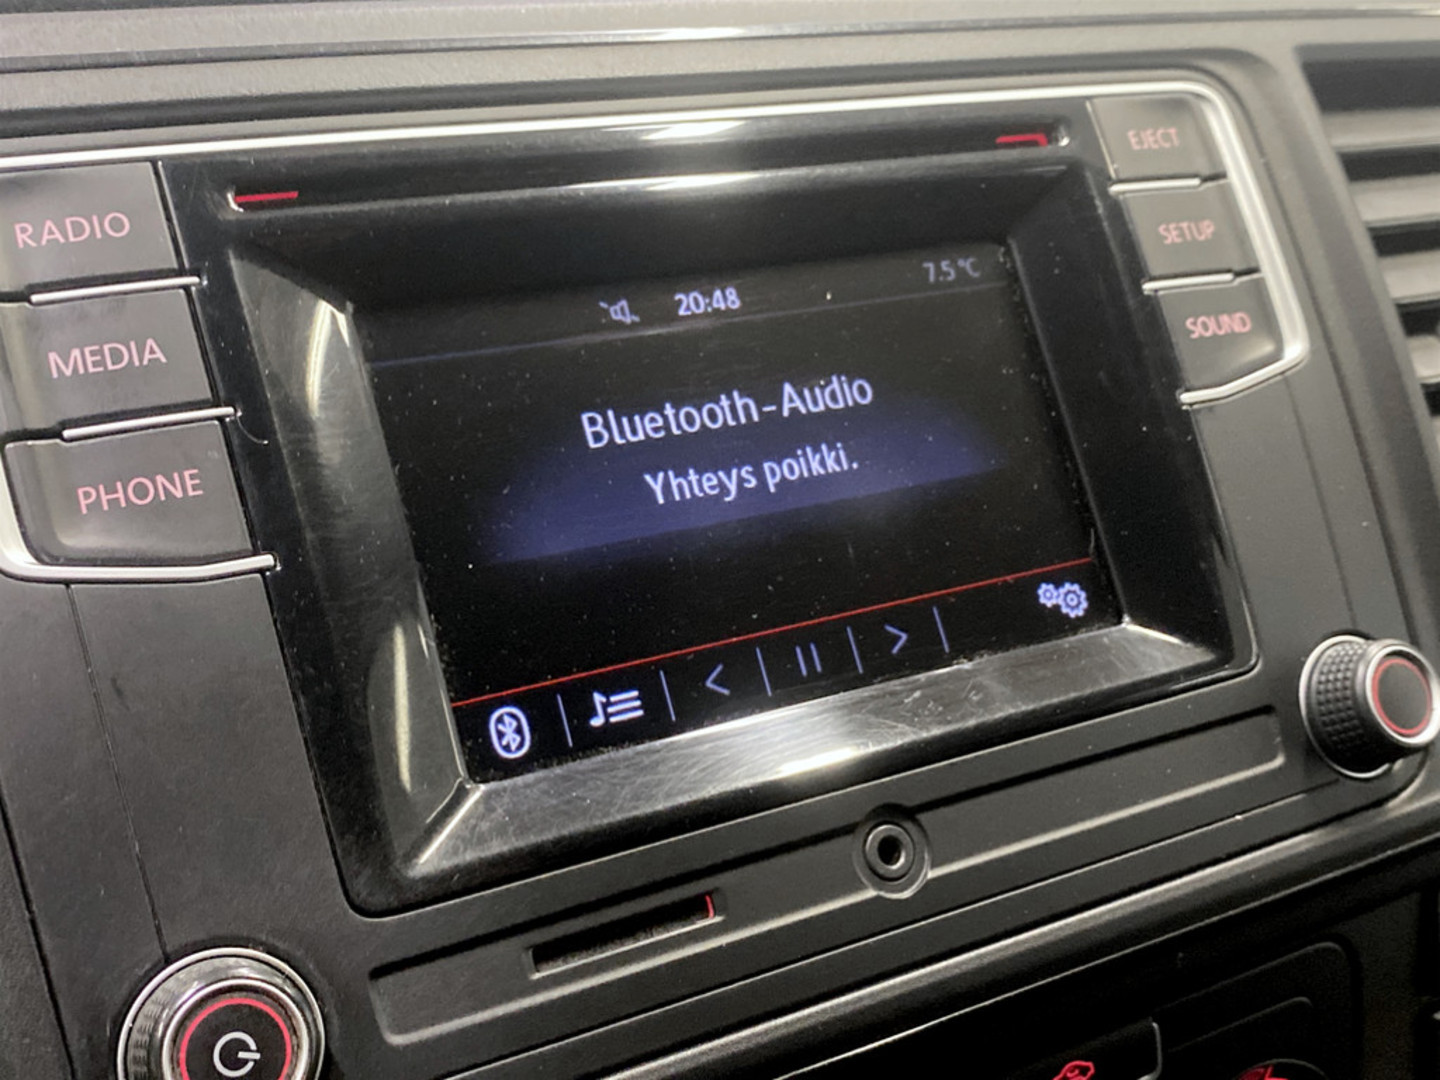 RADIO
MEDIA
PHONE
EJECT
SETUP
SOUND
20:48
7.5°C
Bluetooth-Audio
Yhteys poikki.